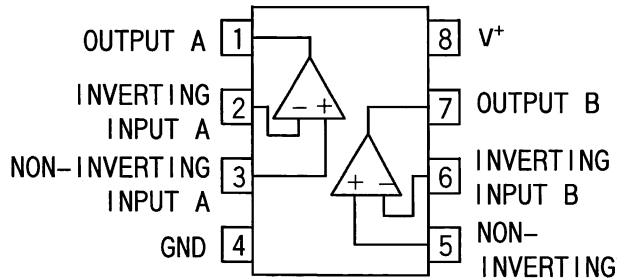 OUTPUT A 1
INVERTING
INPUT A 2
NON-INVERTING
INPUT A 3
GND 4
- +
8 V+
7 OUTPUT B
6 INVERTING
INPUT B
5 NON-
INVERTING
+ -